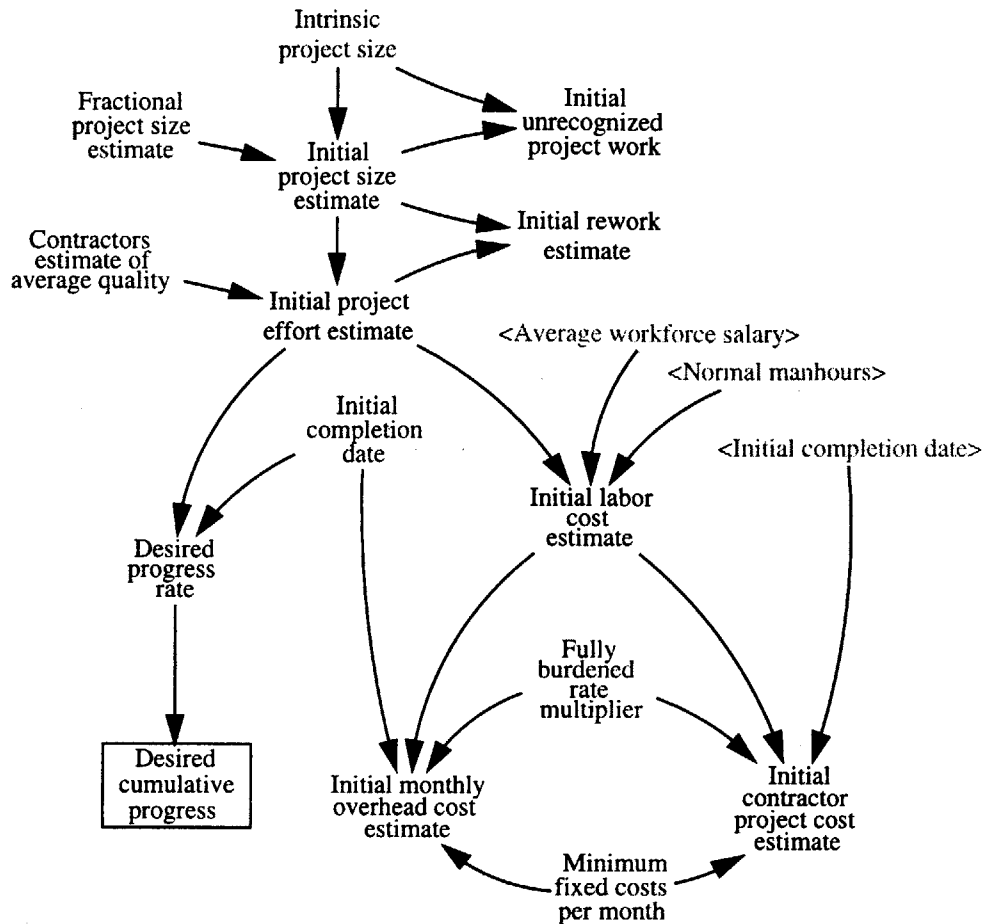 Intrinsic
project size
Fractional
project size
estimate
Initial
unrecognized
project work
Initial
project size
estimate
Contractors
estimate of
average quality
Initial rework
estimate
Initial project
effort estimate
<Average workforce salary>
<Normal manhours>
Initial
completion
date
<Initial completion date>
Initial labor
cost
estimate
Desired
progress
rate
Fully
burdened
rate
multiplier
Desired
cumulative
progress
Initial monthly
overhead cost
estimate
Initial
contractor
project cost
estimate
Minimum
fixed costs
per month